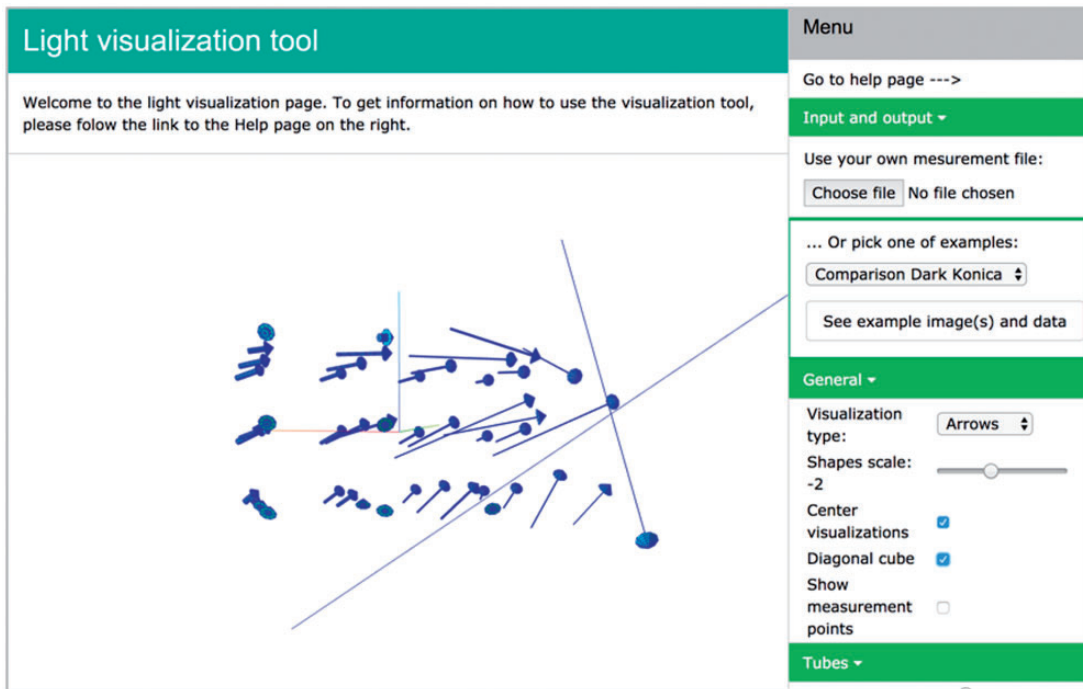 Light visualization tool
Welcome to the light visualization page. To get information on how to use the visualization tool,
please folow the link to the Help page on the right.
Menu
Go to help page --->
Input and output
Use your own mesurement file:
Choose file No file chosen
... Or pick one of examples:
Comparison Dark Konica
See example image(s) and data
General
Visualization
type:
Arrows
Shapes scale:
-2
Center
visualizations
Diagonal cube
Show
measurement
points
Tubes